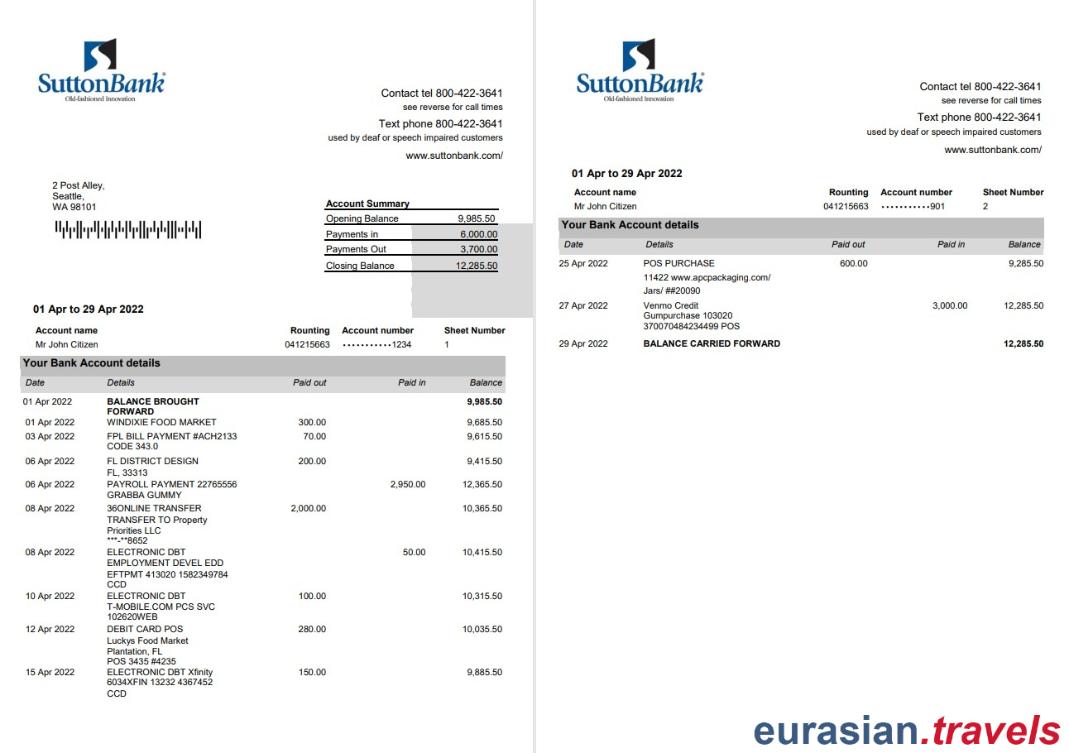 SuttonBank®
Old-fashioned Innovation
Contact tel 800-422-3641
see reverse for call times
Text phone 800-422-3641
used by deaf or speech impaired customers
www.suttonbank.com/
2 Post Alley,
Seattle,
WA 98101
Account Summary
Opening Balance 9,985.50
Payments in 6,000.00
Payments Out 3,700.00
Closing Balance 12,285.50
01 Apr to 29 Apr 2022
Account name Rounting Account number Sheet Number
Mr John Citizen 041215663 ···········1234 1
Your Bank Account details
Date Details Paid out Paid in Balance
01 Apr 2022 BALANCE BROUGHT 9,985.50
FORWARD
01 Apr 2022 WINDIXIE FOOD MARKET 300.00 9,685.50
03 Apr 2022 FPL BILL PAYMENT #ACH2133 70.00 9,615.50
CODE 343.0
06 Apr 2022 FL DISTRICT DESIGN 200.00 9,415.50
FL, 33313
06 Apr 2022 PAYROLL PAYMENT 22765556 2,950.00 12,365.50
GRABBA GUMMY
08 Apr 2022 36ONLINE TRANSFER 2,000.00 10,365.50
TRANSFER TO Property
Priorities LLC
***-**8652
08 Apr 2022 ELECTRONIC DBT 50.00 10,415.50
EMPLOYMENT DEVEL EDD
EFTPMT 413020 1582349784
CCD
10 Apr 2022 ELECTRONIC DBT 100.00 10,315.50
T-MOBILE.COM PCS SVC
102620WEB
12 Apr 2022 DEBIT CARD POS 280.00 10,035.50
Luckys Food Market
Plantation, FL
POS 3435 #4235
15 Apr 2022 ELECTRONIC DBT Xfinity 150.00 9,885.50
6034XFIN 13232 4367452
CCD
SuttonBank®
Old-fashioned Innovation
Contact tel 800-422-3641
see reverse for call times
Text phone 800-422-3641
used by deaf or speech impaired customers
www.suttonbank.com/
01 Apr to 29 Apr 2022
Account name Rounting Account number Sheet Number
Mr John Citizen 041215663 ··········901 2
Your Bank Account details
Date Details Paid out Paid in Balance
25 Apr 2022 POS PURCHASE 600.00 9,285.50
11422 www.apcpackaging.com/
Jars/ ##20090
27 Apr 2022 Venmo Credit 3,000.00 12,285.50
Gumpurchase 103020
370070484234499 POS
29 Apr 2022 BALANCE CARRIED FORWARD 12,285.50
eurasian.travels